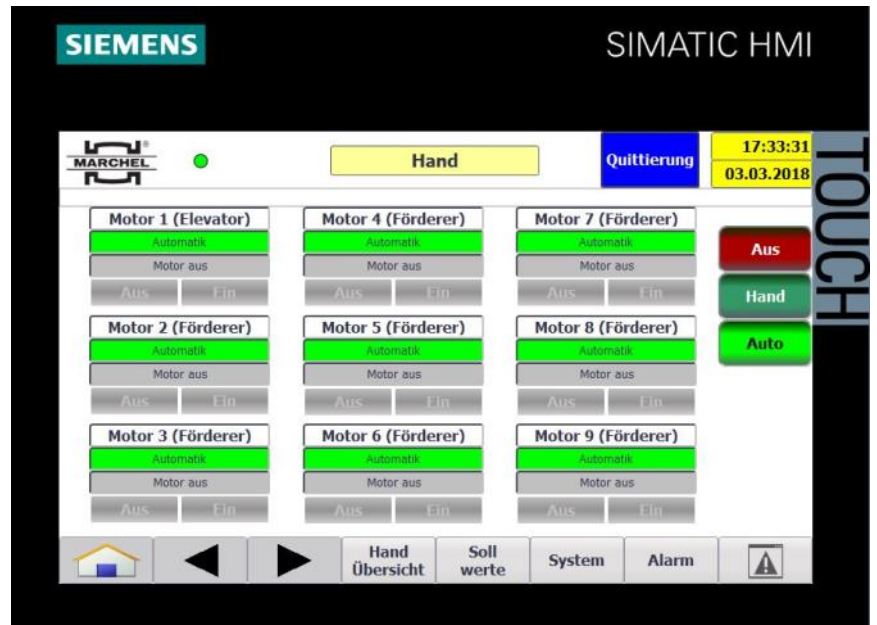 SIEMENS
SIMATIC HMI
TOUCH
MARCHEL
Hand
Quittierung
17:33:31
03.03.2018
Motor 1 (Elevator)
Automatik
Motor aus
Aus Ein
Motor 4 (Förderer)
Automatik
Motor aus
Aus Ein
Motor 7 (Förderer)
Automatik
Motor aus
Aus Ein
Motor 2 (Förderer)
Automatik
Motor aus
Aus Ein
Motor 5 (Förderer)
Automatik
Motor aus
Aus Ein
Motor 8 (Förderer)
Automatik
Motor aus
Aus Ein
Motor 3 (Förderer)
Automatik
Motor aus
Aus Ein
Motor 6 (Förderer)
Automatik
Motor aus
Aus Ein
Motor 9 (Förderer)
Automatik
Motor aus
Aus Ein
Aus
Hand
Auto
Hand
Übersicht
Soll
werte
System
Alarm